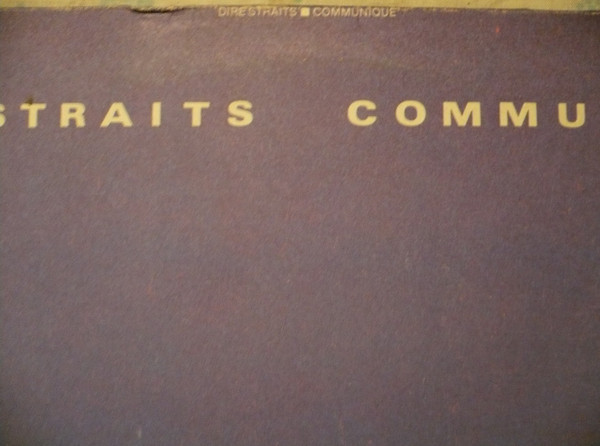 DIRE STRAITS ■ COMMUNIQUE
STRAITS COMMU